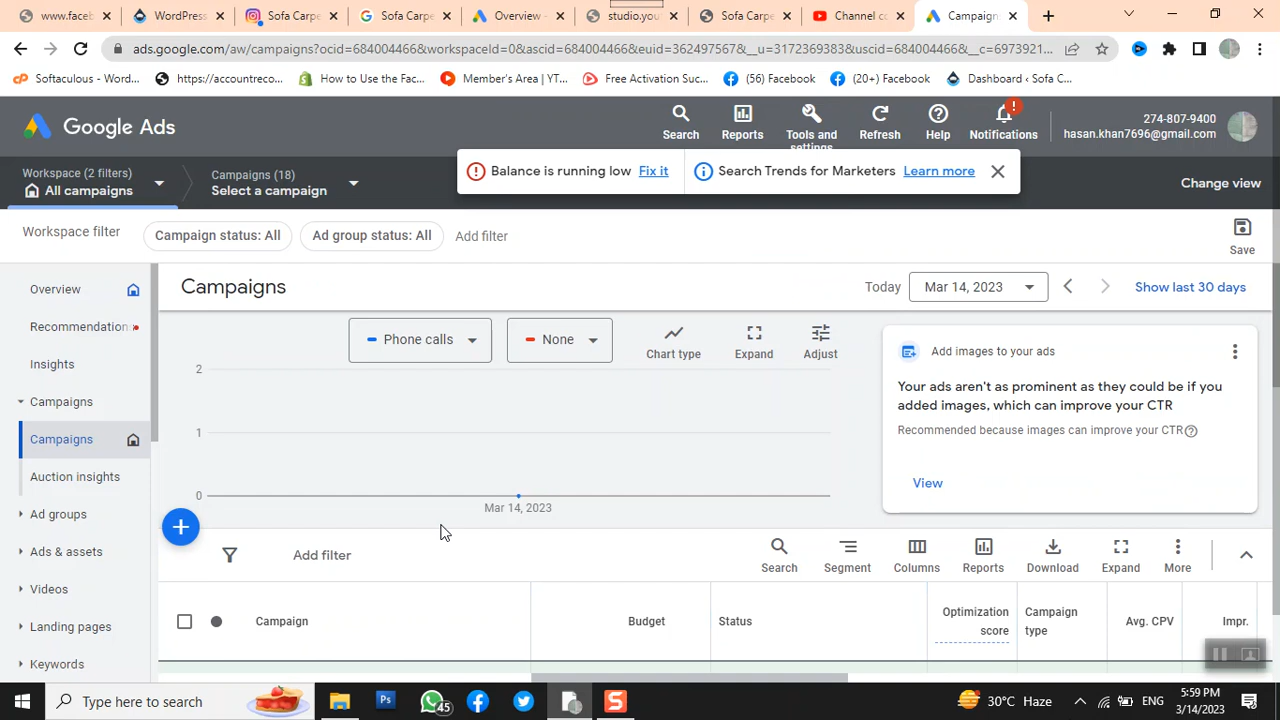 www.faceb
WordPress
Sofa Carpe
Sofa Carpe
Overview -
studio.you
Sofa Carpe
Channel co
Campaign
ads.google.com/aw/campaigns?ocid=684004466&workspaceId=0&ascid=684004466&euid=362497567&__u=3172369383&uscid=684004466&__c=6973921...
Softaculous - Word...
https://accountreco...
How to Use the Fac...
Member's Area | YT...
Free Activation Suc...
(56) Facebook
(20+) Facebook
Dashboard ‹ Sofa C...
Google Ads
Search
Reports
Tools and settings
Refresh
Help
Notifications
274-807-9400
hasan.khan7696@gmail.com
Workspace (2 filters)
All campaigns
Campaigns (18)
Select a campaign
Balance is running low Fix it
Search Trends for Marketers Learn more
Change view
Workspace filter
Campaign status: All
Ad group status: All
Add filter
Save
Overview
Recommendation
Insights
Campaigns
Campaigns
Auction insights
Ad groups
Ads & assets
Videos
Landing pages
Keywords
Campaigns
Today
Mar 14, 2023
Show last 30 days
Phone calls
None
Chart type
Expand
Adjust
2
1
0
Mar 14, 2023
Add images to your ads
Your ads aren't as prominent as they could be if you
added images, which can improve your CTR
Recommended because images can improve your CTR
View
Add filter
Search
Segment
Columns
Reports
Download
Expand
More
Campaign
Budget
Status
Optimization
score
Campaign
type
Avg. CPV
Impr.
Type here to search
Ps
45
30°C Haze
ENG
5:59 PM
3/14/2023